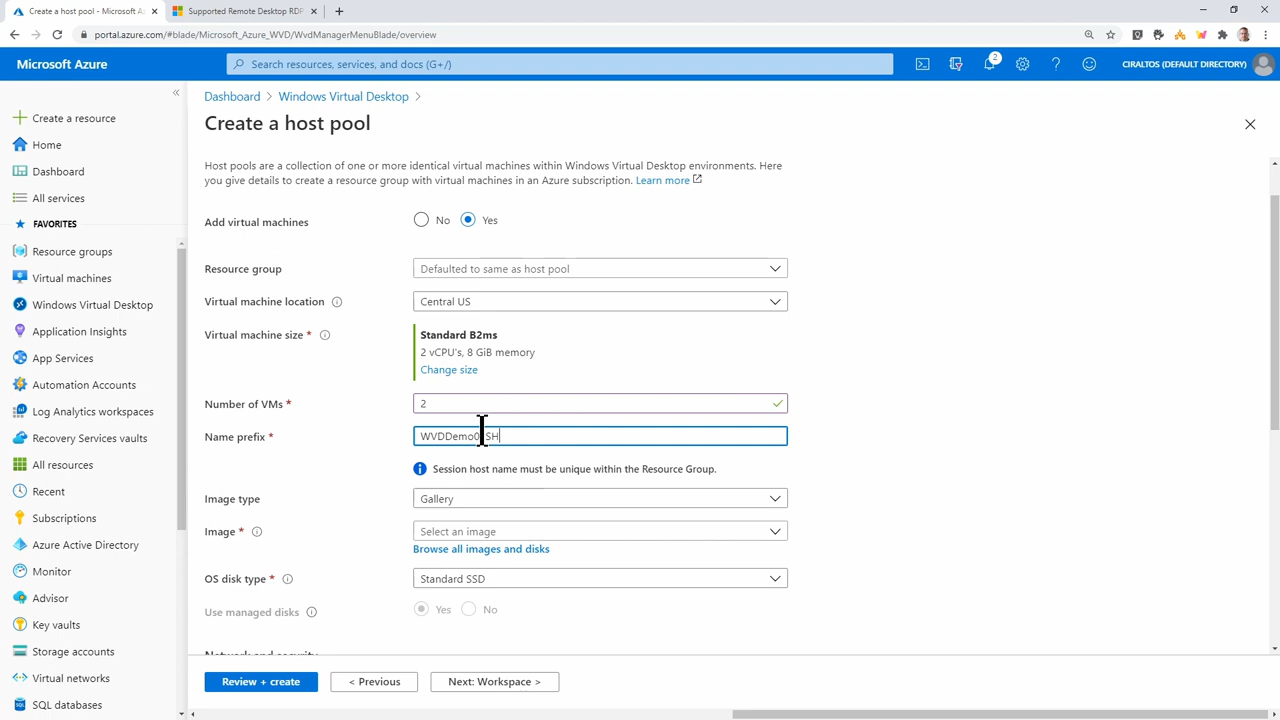 Create a host pool - Microsoft A
Supported Remote Desktop RDP
portal.azure.com/#blade/Microsoft_Azure_WVD/WvdManagerMenuBlade/overview
Microsoft Azure
Search resources, services, and docs (G+/)
2
CIRALTOS (DEFAULT DIRECTORY)
Dashboard > Windows Virtual Desktop >
Create a host pool
Create a resource
Home
Dashboard
All services
FAVORITES
Resource groups
Virtual machines
Windows Virtual Desktop
Application Insights
App Services
Automation Accounts
Log Analytics workspaces
Recovery Services vaults
All resources
Recent
Subscriptions
Azure Active Directory
Monitor
Advisor
Key vaults
Storage accounts
Virtual networks
SQL databases
Host pools are a collection of one or more identical virtual machines within Windows Virtual Desktop environments. Here
you give details to create a resource group with virtual machines in an Azure subscription. Learn more
Add virtual machines No Yes
Resource group Defaulted to same as host pool
Virtual machine location Central US
Virtual machine size * Standard B2ms
2 vCPU's, 8 GiB memory
Change size
Number of VMs * 2
Name prefix *
Session host name must be unique within the Resource Group.
Image type Gallery
Image * Select an image
Browse all images and disks
OS disk type * Standard SSD
Use managed disks Yes No
Network and security
Review + create < Previous Next: Workspace >